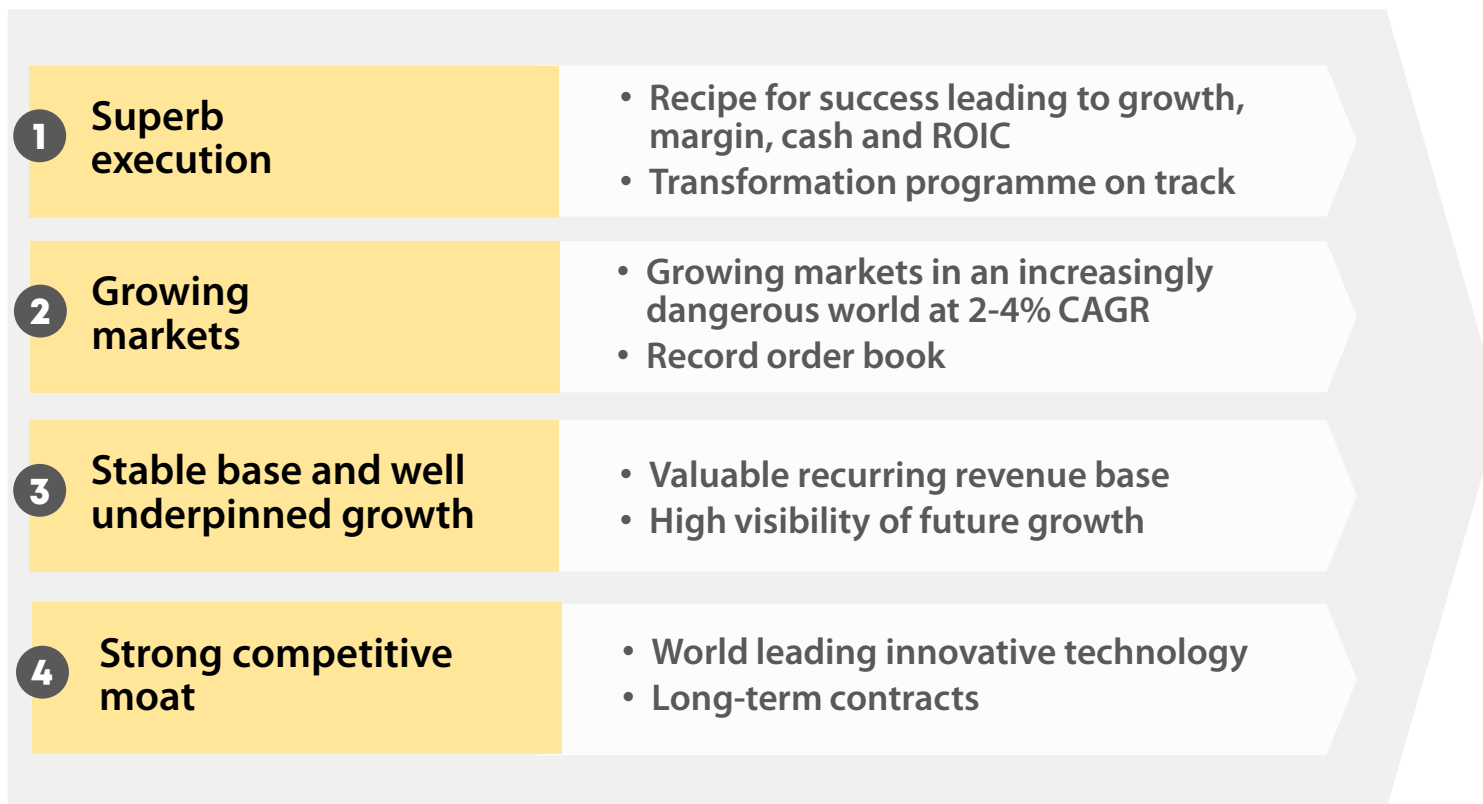 1
Superb
execution
• Recipe for success leading to growth,
margin, cash and ROIC
• Transformation programme on track
2
Growing
markets
• Growing markets in an increasingly
dangerous world at 2-4% CAGR
• Record order book
3
Stable base and well
underpinned growth
• Valuable recurring revenue base
• High visibility of future growth
4
Strong competitive
moat
• World leading innovative technology
• Long-term contracts